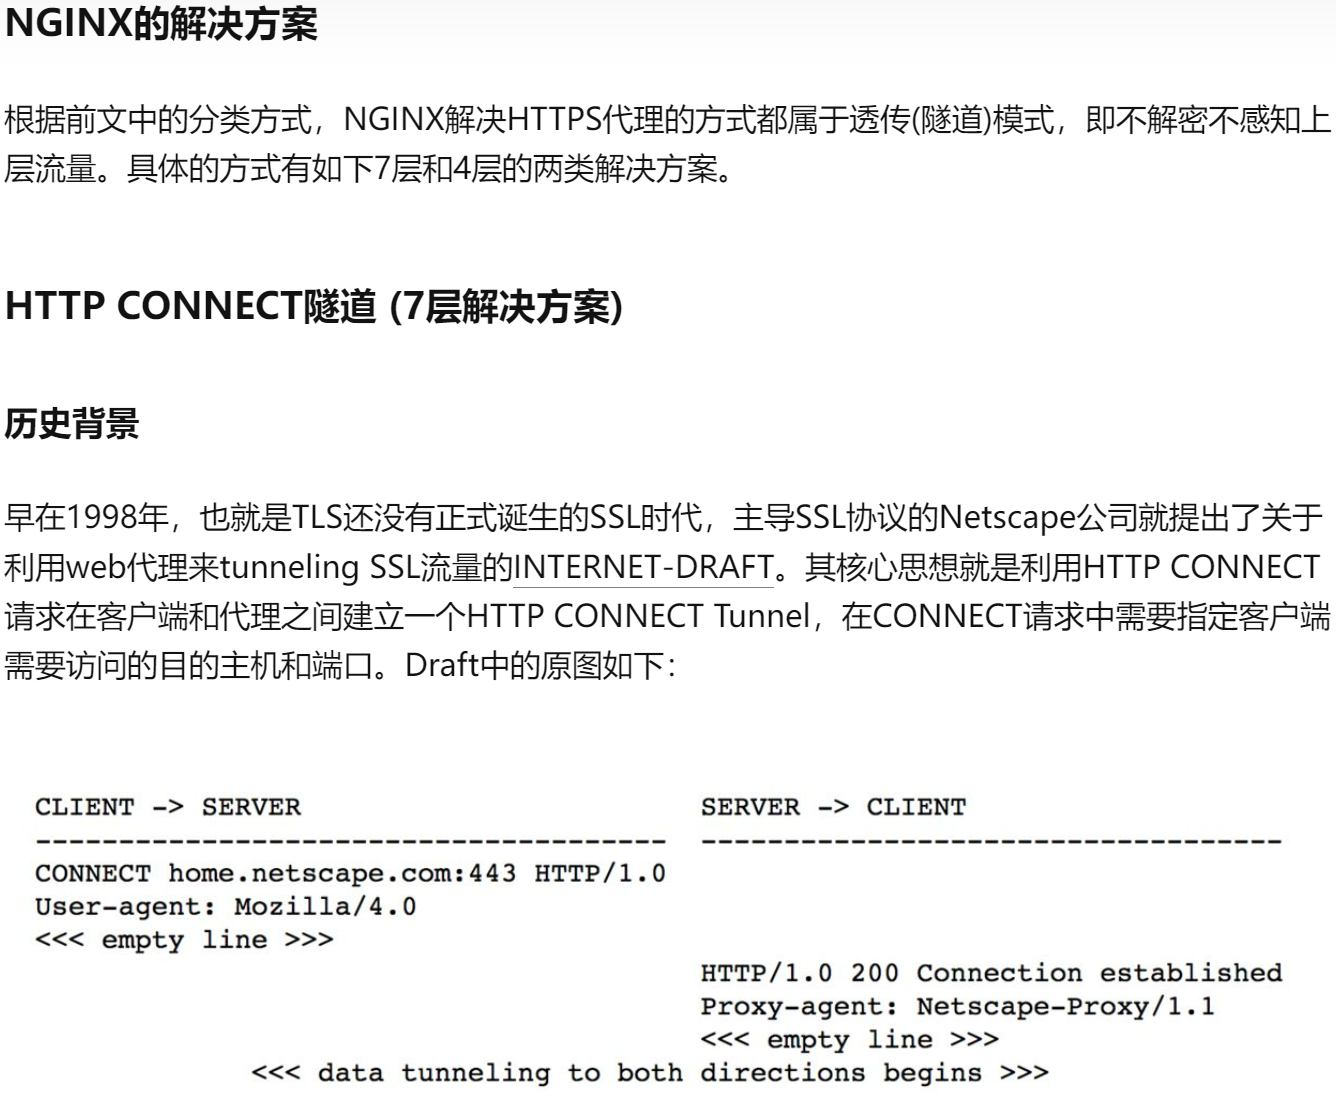 NGINX的解决方案
根据前文中的分类方式，NGINX解决HTTPS代理的方式都属于透传(隧道)模式，即不解密不感知上
层流量。具体的方式有如下7层和4层的两类解决方案。
HTTP CONNECT隧道 (7层解决方案)
历史背景
早在1998年，也就是TLS还没有正式诞生的SSL时代，主导SSL协议的Netscape公司就提出了关于
利用web代理来tunneling SSL流量的INTERNET-DRAFT。其核心思想就是利用HTTP CONNECT
请求在客户端和代理之间建立一个HTTP CONNECT Tunnel，在CONNECT请求中需要指定客户端
需要访问的目的主机和端口。Draft中的原图如下：
CLIENT -> SERVER SERVER -> CLIENT
-------------------------------------- -----------------------------------
CONNECT home.netscape.com:443 HTTP/1.0
User-agent: Mozilla/4.0
<<< empty line >>>
HTTP/1.0 200 Connection established
Proxy-agent: Netscape-Proxy/1.1
<<< empty line >>>
<<< data tunneling to both directions begins >>>